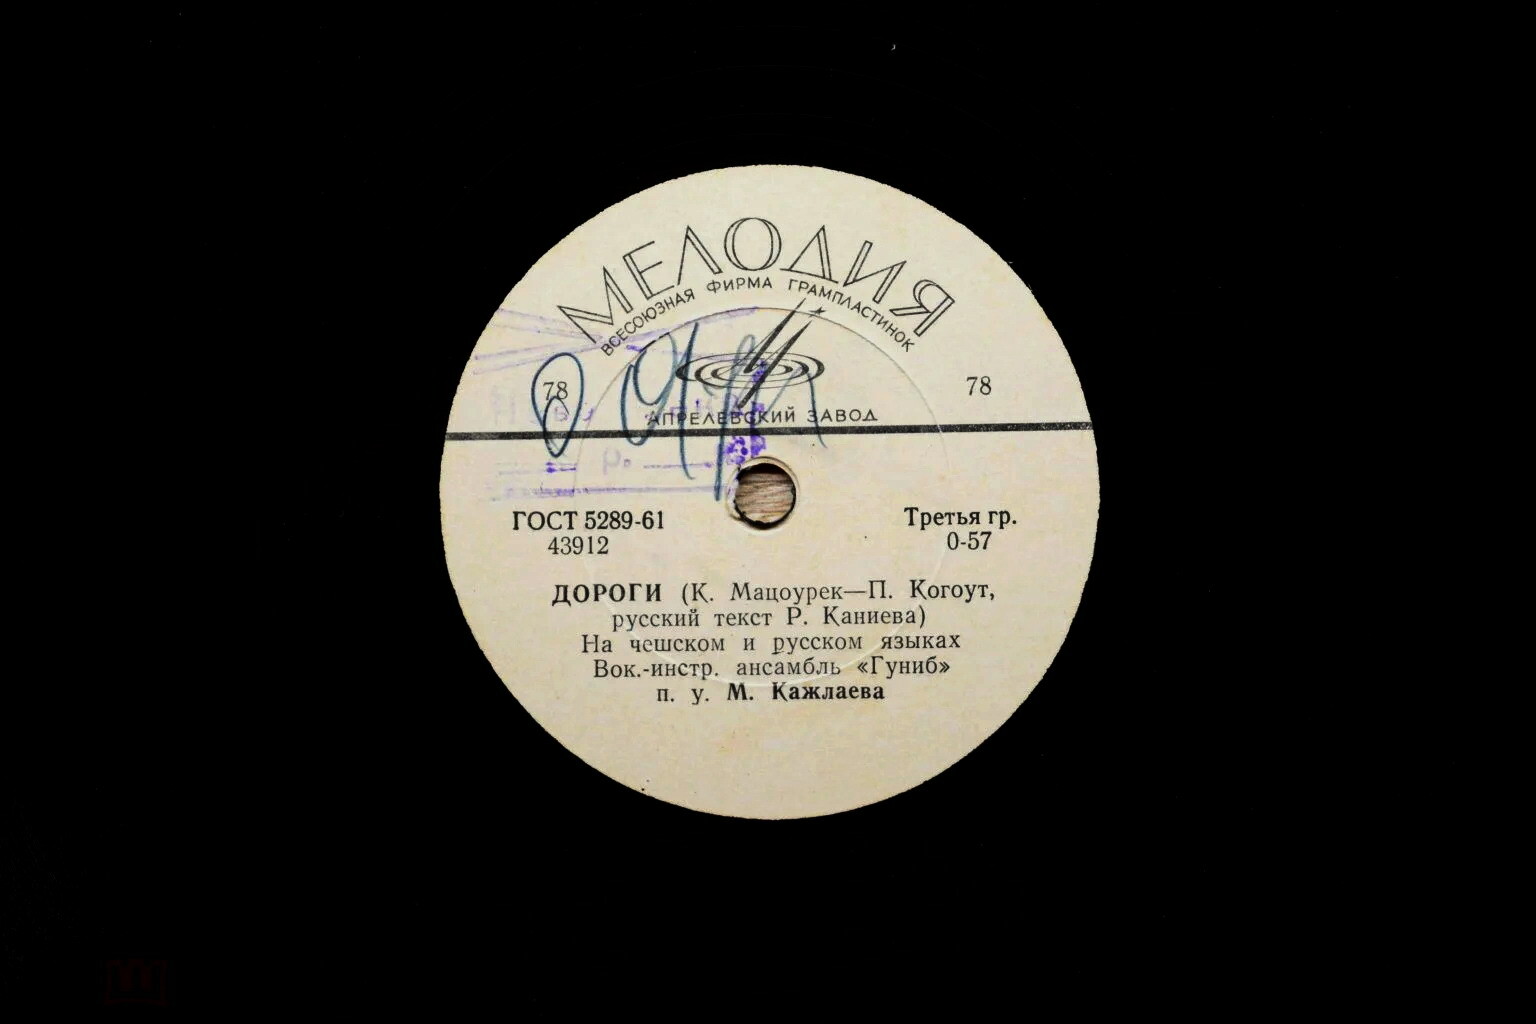 МЕЛОДИЯ
ВСЕСОЮЗНАЯ ФИРМА ГРАМПЛАСТИНОК
78 78
АПРЕЛЕВСКИЙ ЗАВОД
р.
ГОСТ 5289-61 Третья гр.
43912 0-57
ДОРОГИ (К. Мацоурек—П. Когоут,
русский текст Р. Каниева)
На чешском и русском языках
Вок.-инстр. ансамбль «Гуниб»
п. у. М. Кажлаева